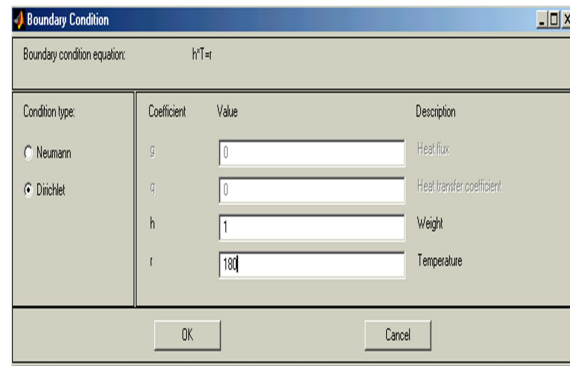 Boundary Condition
Boundary condition equation: h*T=r
Condition type: Coefficient Value Description
Neumann g 0 Heat flux
Dirichlet q 0 Heat transfer coefficient
h 1 Weight
r 180 Temperature
OK Cancel